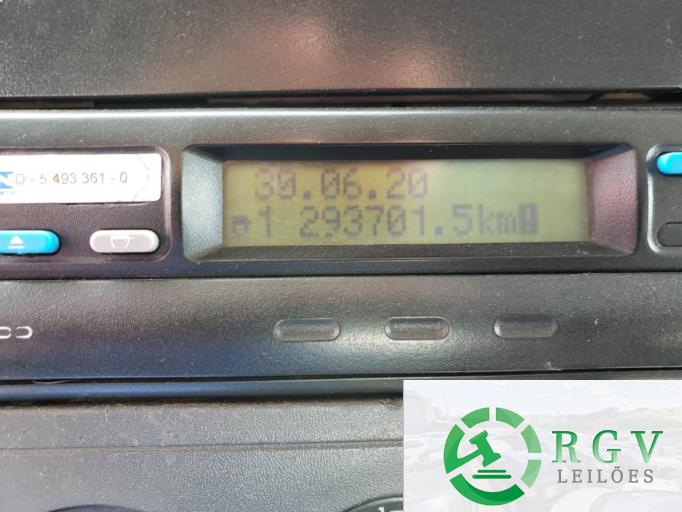 D - 5 493 361 - 0
30.06.20
1 293701.5km!
RGV
LEILÕES